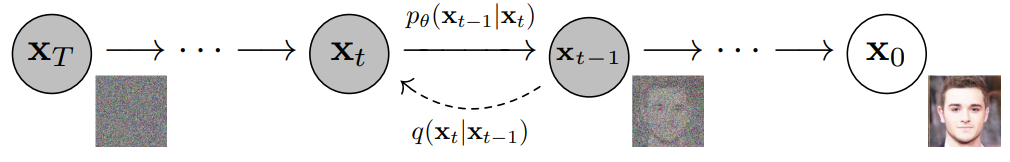 p_θ(x_{t−1}|x_t)
x_T ⟶ ⋯ ⟶ x_t ⟶ x_{t−1} ⟶ ⋯ ⟶ x_0
q(x_t|x_{t−1})